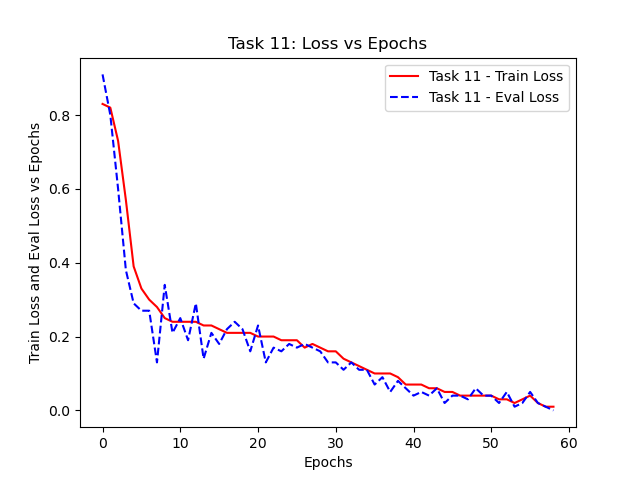 Task 11: Loss vs Epochs
Task 11 - Train Loss
Task 11 - Eval Loss
Train Loss and Eval Loss vs Epochs
0.8
0.6
0.4
0.2
0.0
0 10 20 30 40 50 60
Epochs